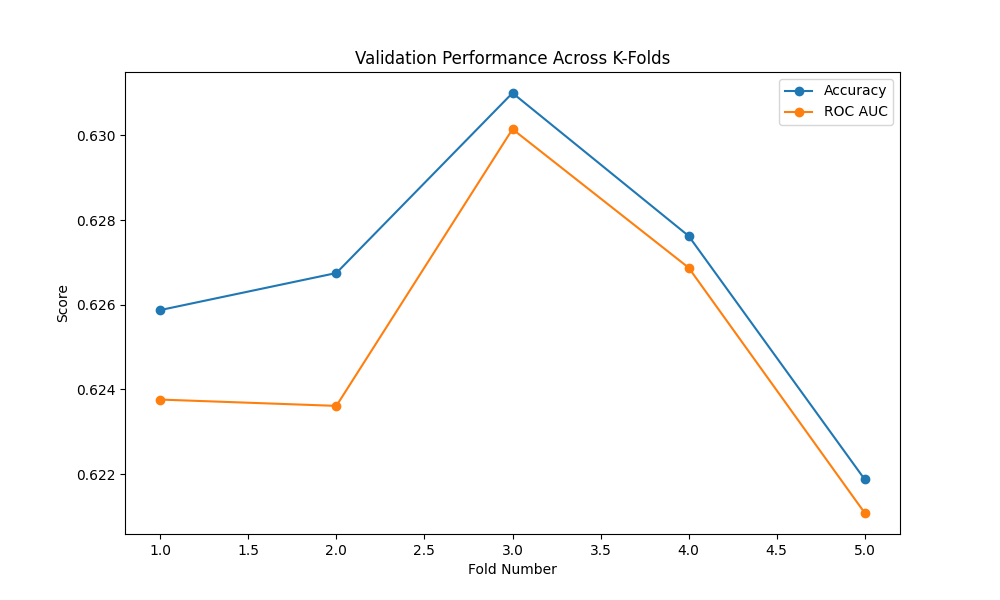 Validation Performance Across K-Folds
Accuracy
ROC AUC
0.630
0.628
0.626
0.624
0.622
Score
1.0 1.5 2.0 2.5 3.0 3.5 4.0 4.5 5.0
Fold Number